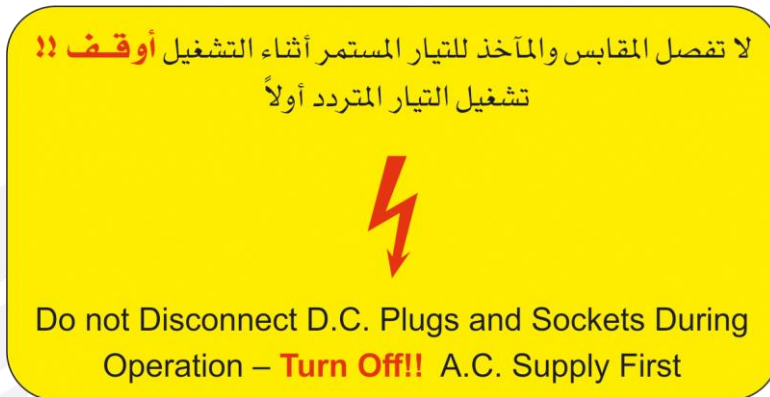 لا تفصل المقابس والمآخذ للتيار المستمر أثناء التشغيل أوقــف !!
تشغيل التيار المتردد أولاً
Do not Disconnect D.C. Plugs and Sockets During
Operation – Turn Off!! A.C. Supply First